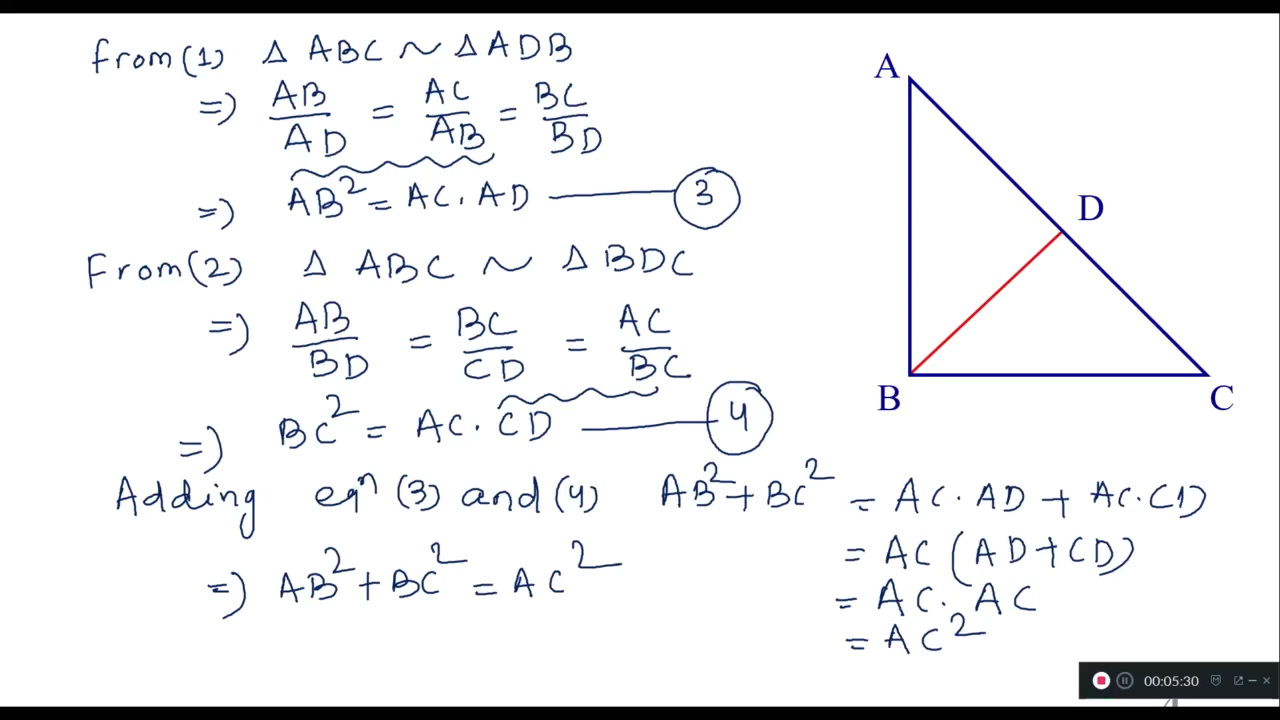 from(1) Δ ABC ~ Δ ADB
=) AB/AD = AC/AB = BC/BD
=) AB² = AC. AD ——— 3
From(2) Δ ABC ~ Δ BDC
=) AB/BD = BC/CD = AC/BC
=) BC² = AC. CD ——— 4
Adding eqⁿ (3) and (4) AB²+BC² = AC. AD + AC. CD
= AC (AD+CD)
= AC. AC
= AC²
=) AB² + BC² = AC²
A
D
B
C
00:05:30